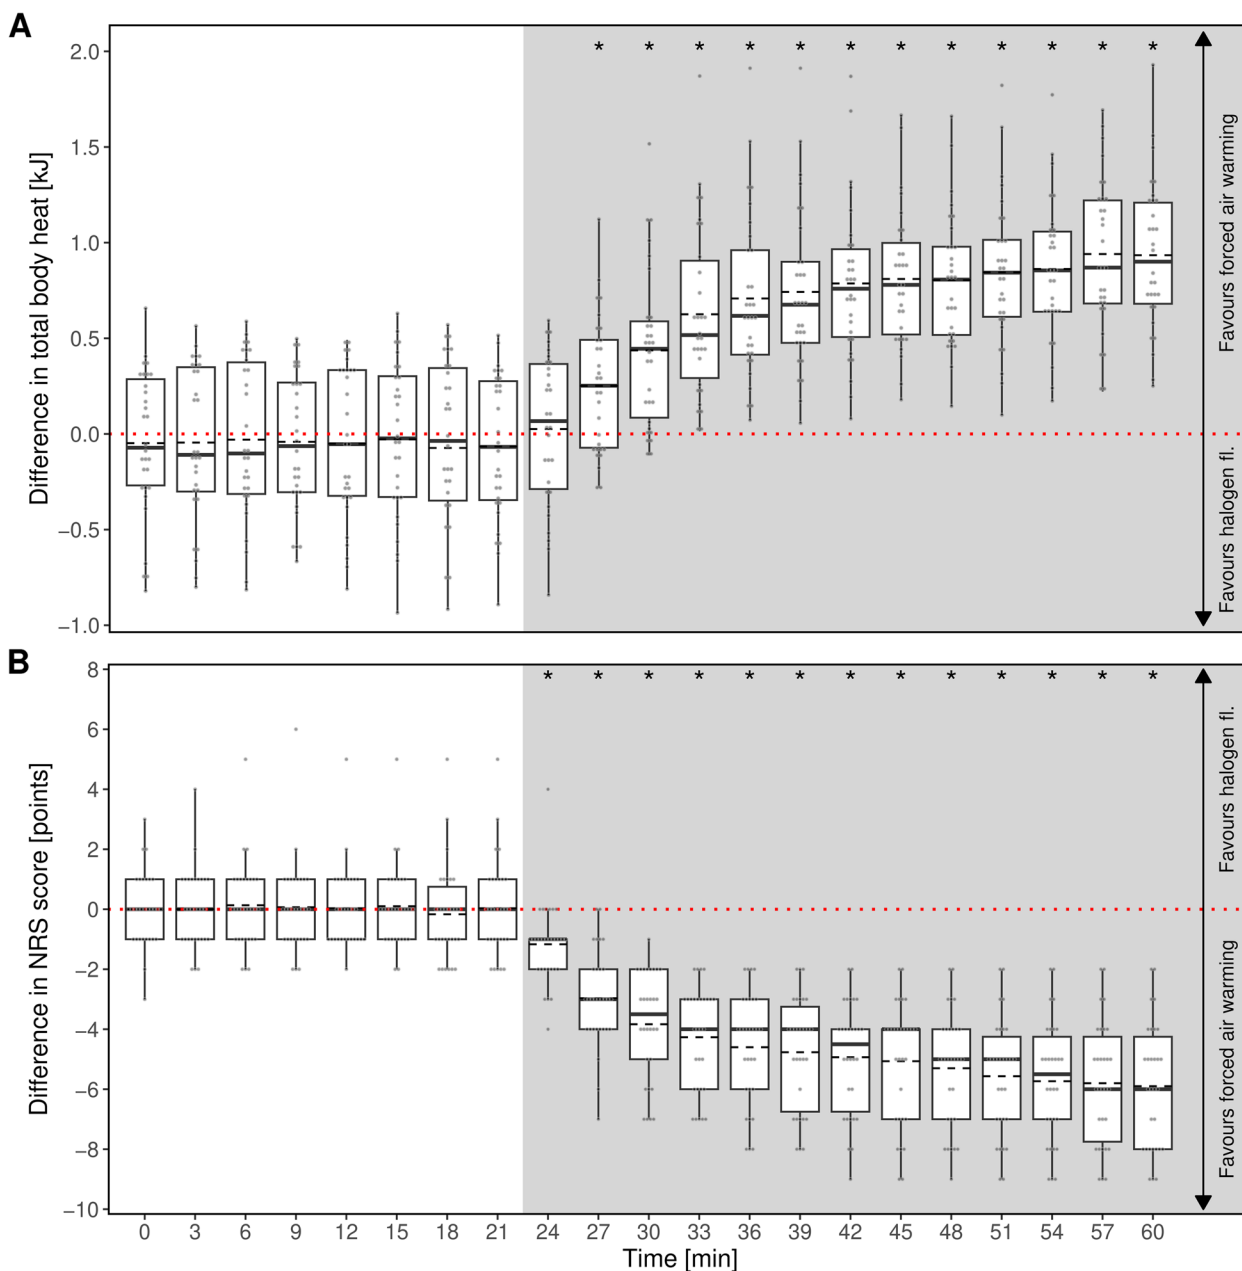 A
* * * * * * * * * * * *
2.0
1.5
1.0
0.5
0.0
−0.5
−1.0
Difference in total body heat [kJ]
Favours forced air warming
Favours halogen fl.
B
* * * * * * * * * * * * *
8
6
4
2
0
−2
−4
−6
−8
−10
Difference in NRS score [points]
Favours halogen fl.
Favours forced air warming
0 3 6 9 12 15 18 21 24 27 30 33 36 39 42 45 48 51 54 57 60
Time [min]